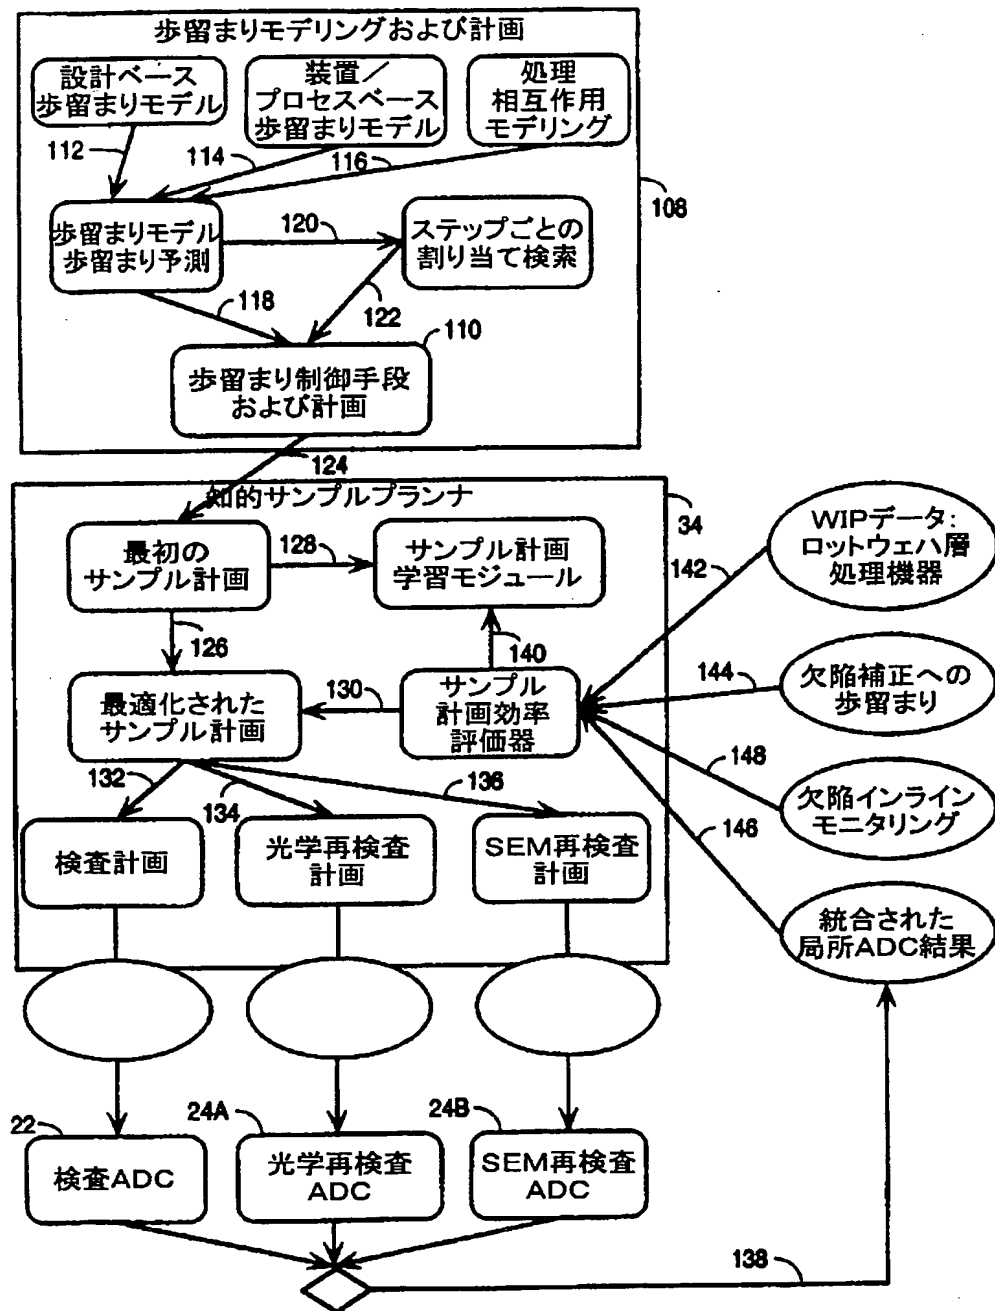 歩留まりモデリングおよび計画
設計ベース
歩留まりモデル
装置／
プロセスベース
歩留まりモデル
処理
相互作用
モデリング
112
114
116
108
歩留まりモデル
歩留まり予測
120
ステップごとの
割り当て検索
118
122
110
歩留まり制御手段
および計画
124
知的サンプルプランナ
34
最初の
サンプル計画
128
サンプル計画
学習モジュール
142
WIPデータ:
ロットウェハ層
処理機器
126
140
最適化された
サンプル計画
130
サンプル
計画効率
評価器
144
欠陥補正への
歩留まり
132
134
136
148
146
欠陥インライン
モニタリング
検査計画
光学再検査
計画
SEM再検査
計画
統合された
局所ADC結果
22
24A
24B
検査ADC
光学再検査
ADC
SEM再検査
ADC
138